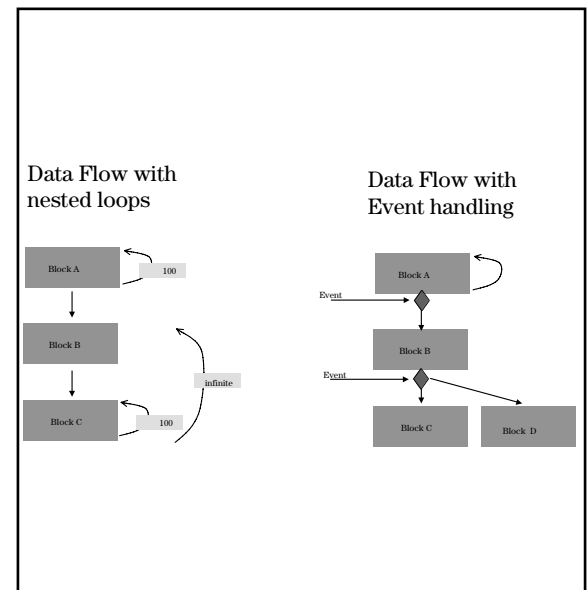 Data Flow with
nested loops
Block A
100
Block B
infinite
Block C
100
Data Flow with
Event handling
Block A
Event
Block B
Event
Block C
Block D